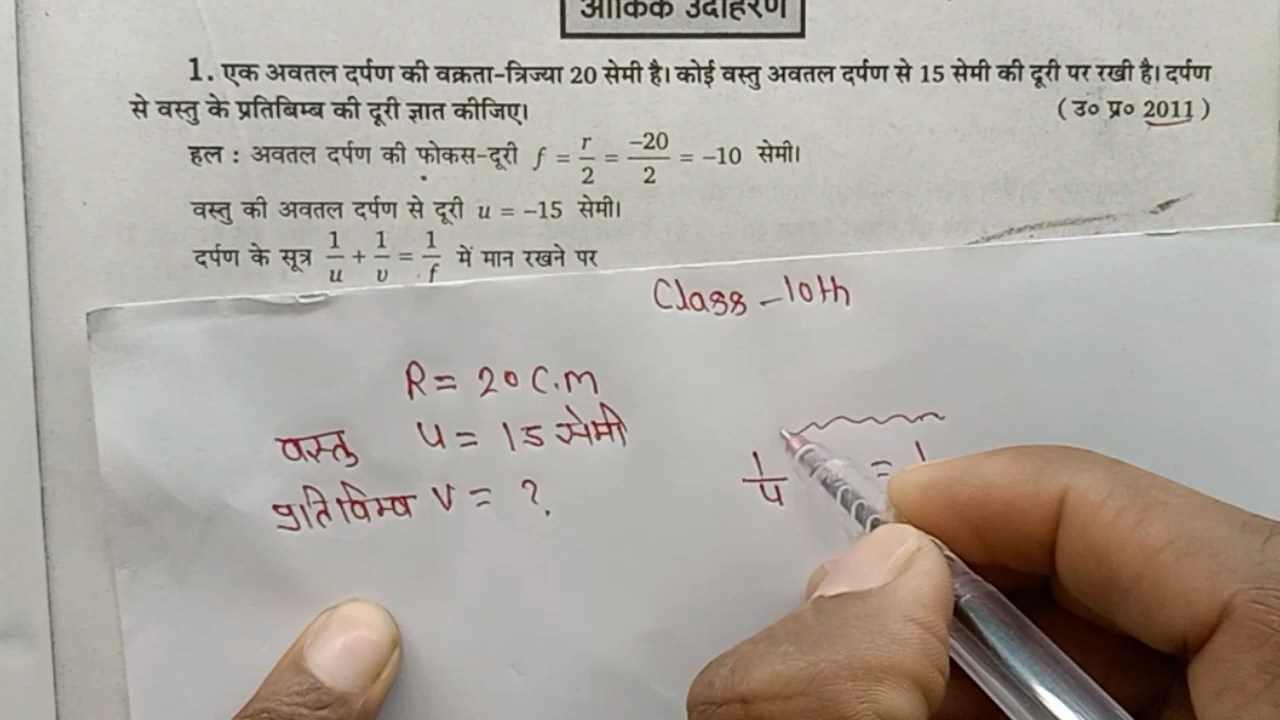 आंकिक उदाहरण
1. एक अवतल दर्पण की वक्रता-त्रिज्या 20 सेमी है। कोई वस्तु अवतल दर्पण से 15 सेमी की दूरी पर रखी है। दर्पण
से वस्तु के प्रतिबिम्ब की दूरी ज्ञात कीजिए।
( उ० प्र० 2011 )
हल : अवतल दर्पण की फोकस-दूरी f = r/2 = -20/2 = -10 सेमी।
वस्तु की अवतल दर्पण से दूरी u = -15 सेमी।
दर्पण के सूत्र 1/u + 1/v = 1/f में मान रखने पर
Class - 10th
R = 20 C.M
वस्तु u = 15 सेमी
प्रतिबिम्ब V = ?
1/u = 1